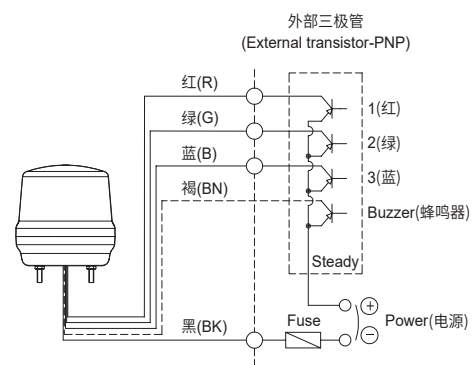 外部三极管
(External transistor-PNP)
红(R)
1(红)
绿(G)
2(绿)
蓝(B)
3(蓝)
褐(BN)
Buzzer(蜂鸣器)
Steady
+
Power(电源)
−
黑(BK)
Fuse